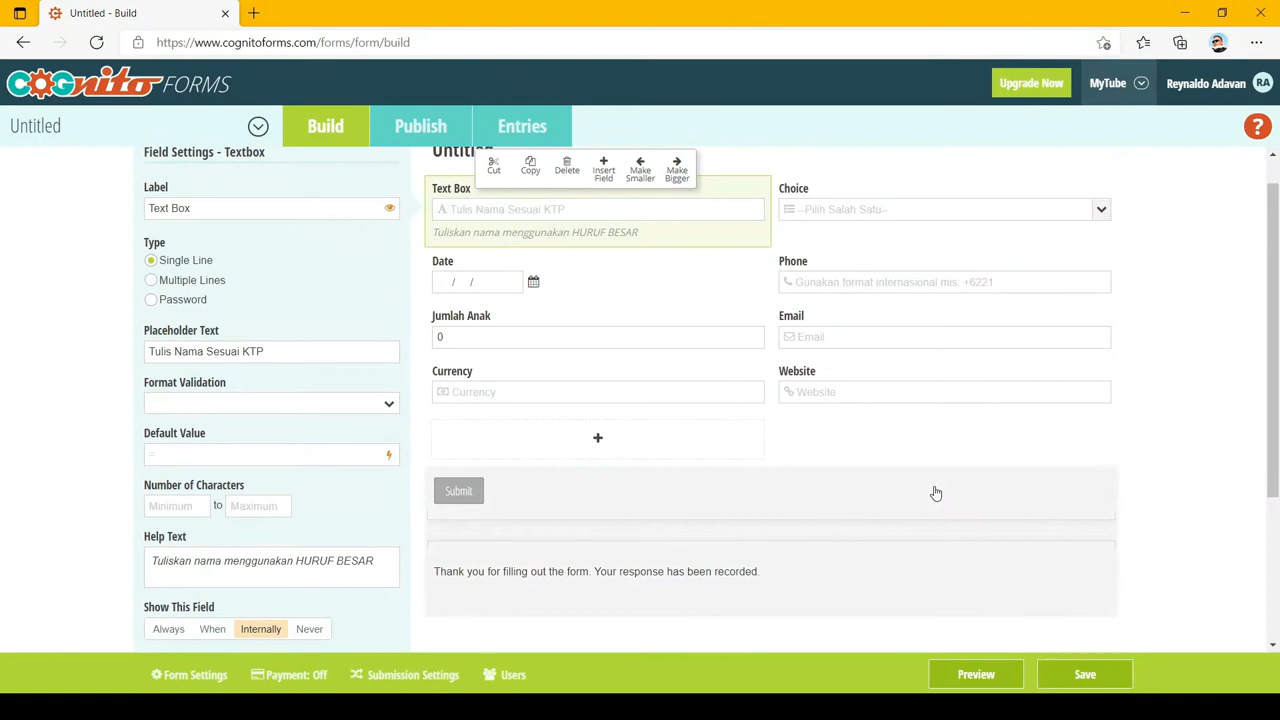 Untitled - Build
https://www.cognitoforms.com/forms/form/build
COGNITO FORMS
Upgrade Now
MyTube
Reynaldo Adavan
RA
Untitled
Build
Publish
Entries
?
Field Settings - Textbox
Label
Text Box
Type
Single Line
Multiple Lines
Password
Placeholder Text
Tulis Nama Sesuai KTP
Format Validation
Default Value
=
Number of Characters
Minimum to Maximum
Help Text
Tuliskan nama menggunakan HURUF BESAR
Show This Field
Always When Internally Never
Cut
Copy
Delete
Insert Field
Make Smaller
Make Bigger
Text Box
A Tulis Nama Sesuai KTP
Tuliskan nama menggunakan HURUF BESAR
Choice
--Pilih Salah Satu--
Date
/ /
Phone
Gunakan format internasional mis: +6221
Jumlah Anak
0
Email
Email
Currency
Currency
Website
Website
+
Submit
Thank you for filling out the form. Your response has been recorded.
Form Settings
Payment: Off
Submission Settings
Users
Preview
Save